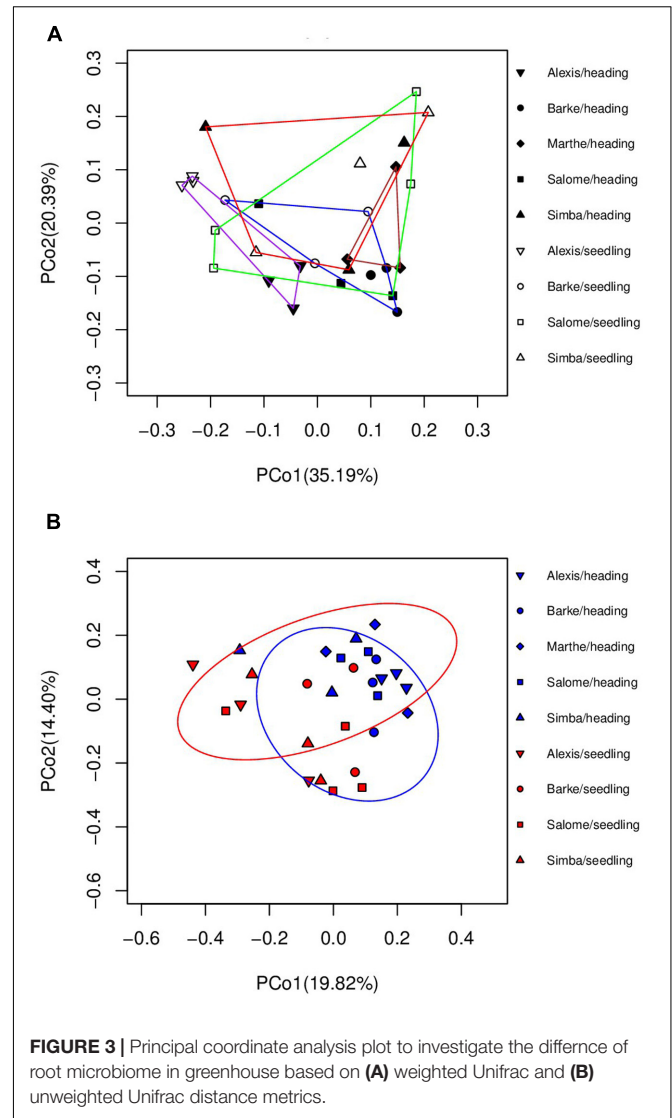 A
PCo2(20.39%)
0.3
0.2
0.1
0.0
−0.1
−0.2
−0.3
−0.3 −0.2 −0.1 0.0 0.1 0.2 0.3
PCo1(35.19%)
Alexis/heading
Barke/heading
Marthe/heading
Salome/heading
Simba/heading
Alexis/seedling
Barke/seedling
Salome/seedling
Simba/seedling
B
PCo2(14.40%)
0.4
0.2
0.0
−0.2
−0.4
−0.6
−0.6 −0.4 −0.2 0.0 0.2 0.4
PCo1(19.82%)
Alexis/heading
Barke/heading
Marthe/heading
Salome/heading
Simba/heading
Alexis/seedling
Barke/seedling
Salome/seedling
Simba/seedling
FIGURE 3 | Principal coordinate analysis plot to investigate the differnce of
root microbiome in greenhouse based on (A) weighted Unifrac and (B)
unweighted Unifrac distance metrics.